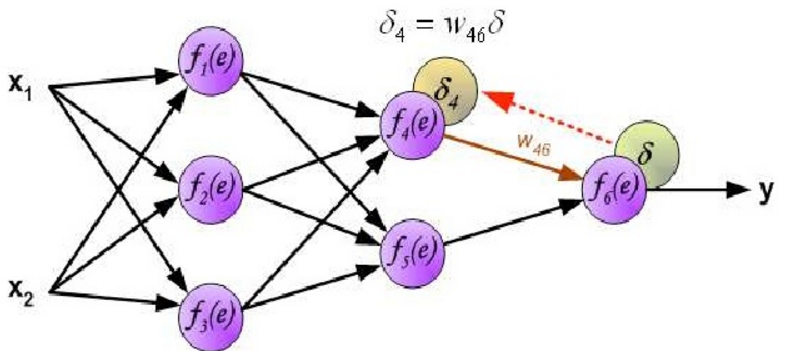 δ₄ = w₄₆δ
x₁
f₁(e)
δ₄
f₄(e)
w₄₆
δ
f₂(e)
f₆(e)
y
f₅(e)
x₂
f₃(e)